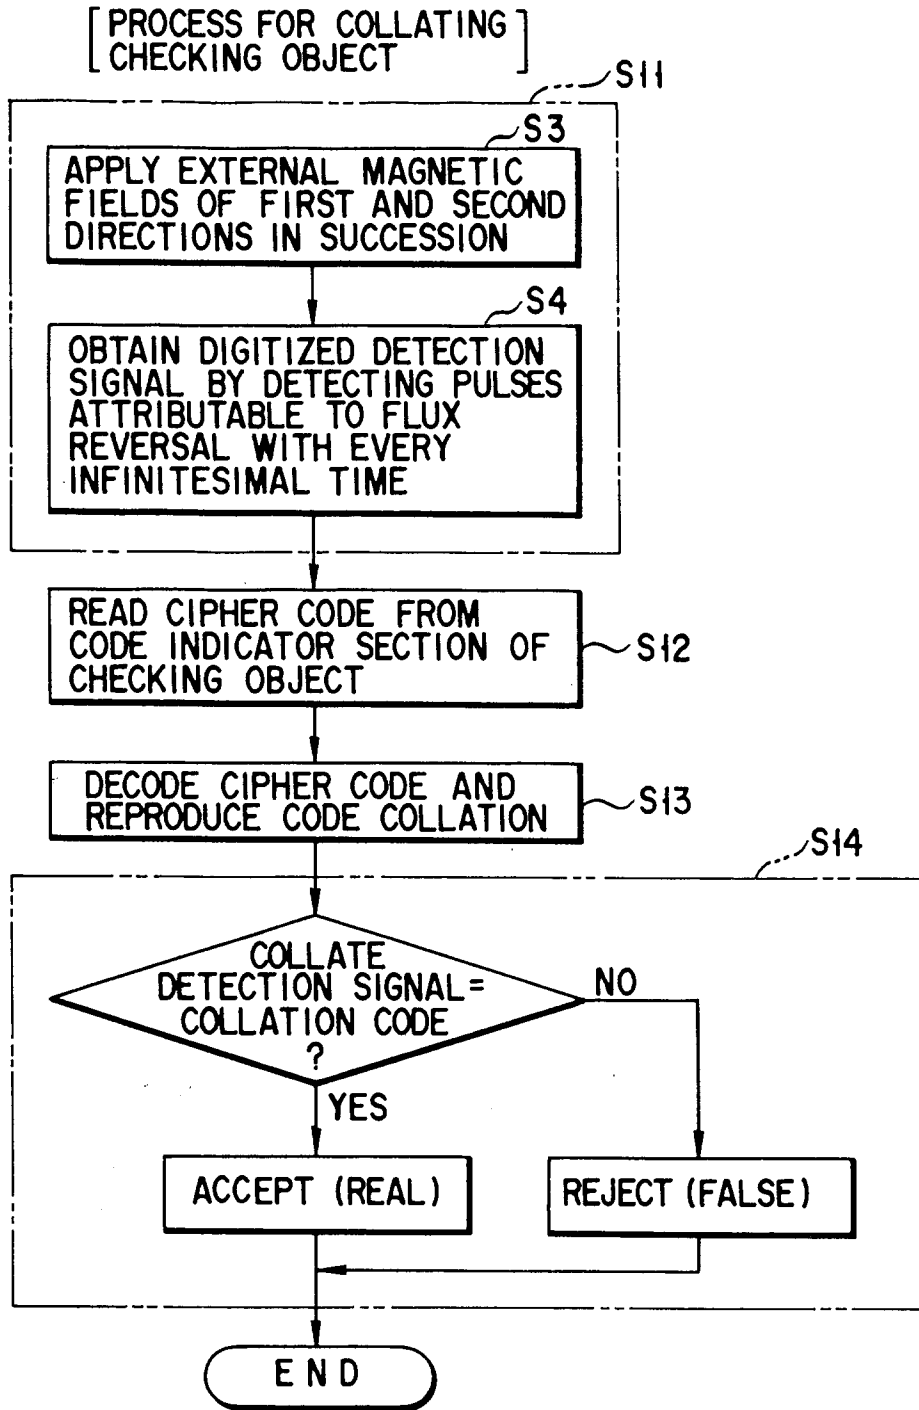 PROCESS FOR COLLATING
CHECKING OBJECT
S11
S3
APPLY EXTERNAL MAGNETIC
FIELDS OF FIRST AND SECOND
DIRECTIONS IN SUCCESSION
S4
OBTAIN DIGITIZED DETECTION
SIGNAL BY DETECTING PULSES
ATTRIBUTABLE TO FLUX
REVERSAL WITH EVERY
INFINITESIMAL TIME
READ CIPHER CODE FROM
CODE INDICATOR SECTION OF
CHECKING OBJECT
S12
DECODE CIPHER CODE AND
REPRODUCE CODE COLLATION
S13
S14
COLLATE
DETECTION SIGNAL=
COLLATION CODE
?
NO
YES
ACCEPT (REAL)
REJECT (FALSE)
END